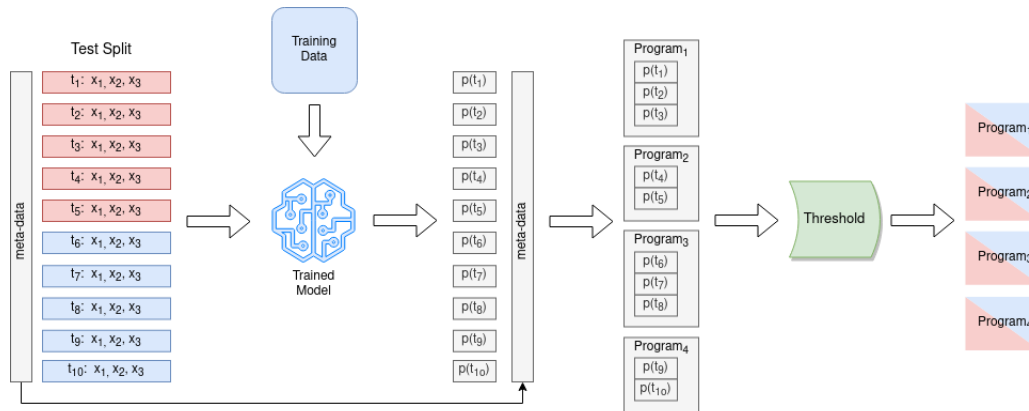 Test Split
meta-data
t1: x1, x2, x3
t2: x1, x2, x3
t3: x1, x2, x3
t4: x1, x2, x3
t5: x1, x2, x3
t6: x1, x2, x3
t7: x1, x2, x3
t8: x1, x2, x3
t9: x1, x2, x3
t10: x1, x2, x3
Training
Data
Trained
Model
p(t1)
p(t2)
p(t3)
p(t4)
p(t5)
p(t6)
p(t7)
p(t8)
p(t9)
p(t10)
meta-data
Program1
p(t1)
p(t2)
p(t3)
Program2
p(t4)
p(t5)
Program3
p(t6)
p(t7)
p(t8)
Program4
p(t9)
p(t10)
Threshold
Program1
Program2
Program3
Program4